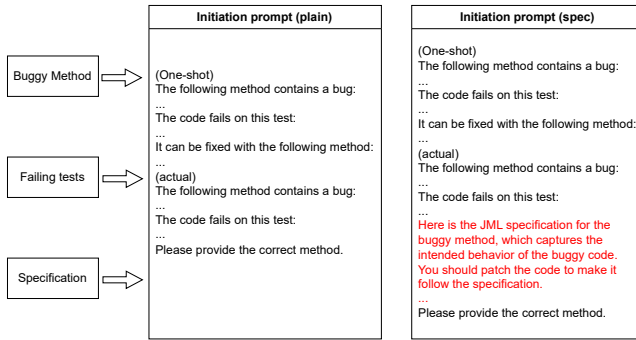 Buggy Method
Failing tests
Specification
Initiation prompt (plain)
(One-shot)
The following method contains a bug:
...
The code fails on this test:
...
It can be fixed with the following method:
...
(actual)
The following method contains a bug:
...
The code fails on this test:
...
Please provide the correct method.
Initiation prompt (spec)
(One-shot)
The following method contains a bug:
...
The code fails on this test:
...
It can be fixed with the following method:
...
(actual)
The following method contains a bug:
...
The code fails on this test:
...
Here is the JML specification for the
buggy method, which captures the
intended behavior of the buggy code.
You should patch the code to make it
follow the specification.
...
Please provide the correct method.